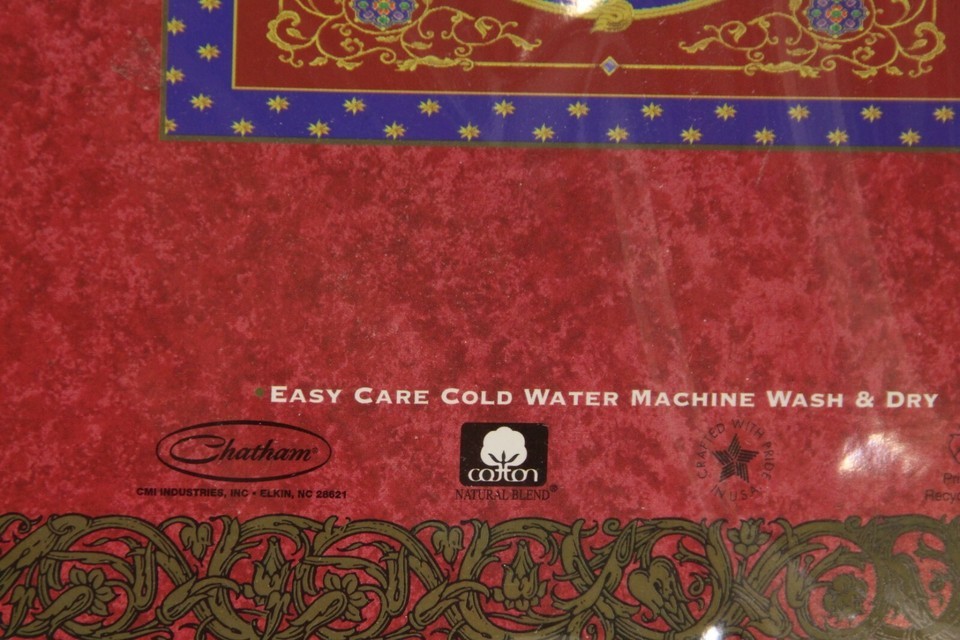 EASY CARE COLD WATER MACHINE WASH & DRY
Chatham®
CMI INDUSTRIES, INC • ELKIN, NC 28621
cotton
NATURAL BLEND®
CRAFTED WITH PRIDE
IN U.S.A.